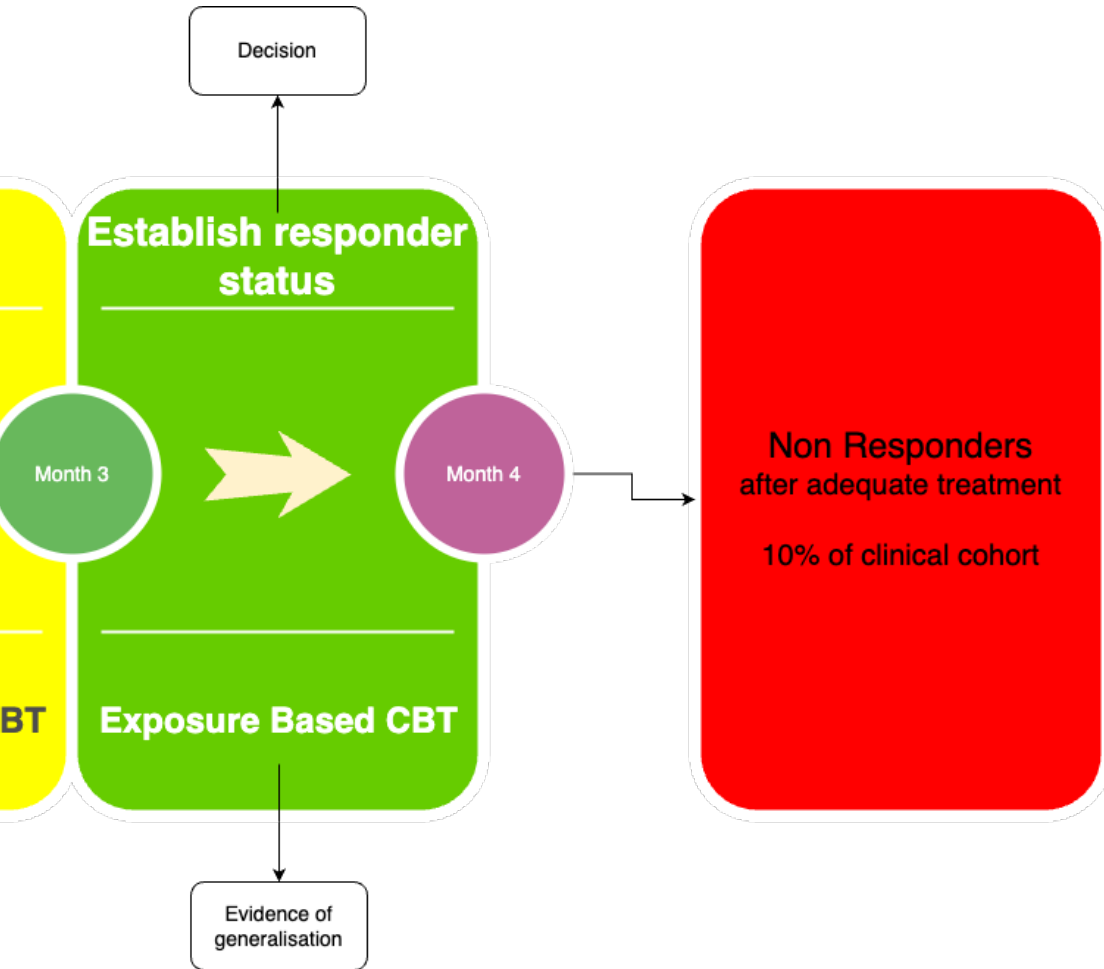 Decision
Establish responder
status
Month 3
Month 4
Non Responders
after adequate treatment
10% of clinical cohort
BT
Exposure Based CBT
Evidence of
generalisation